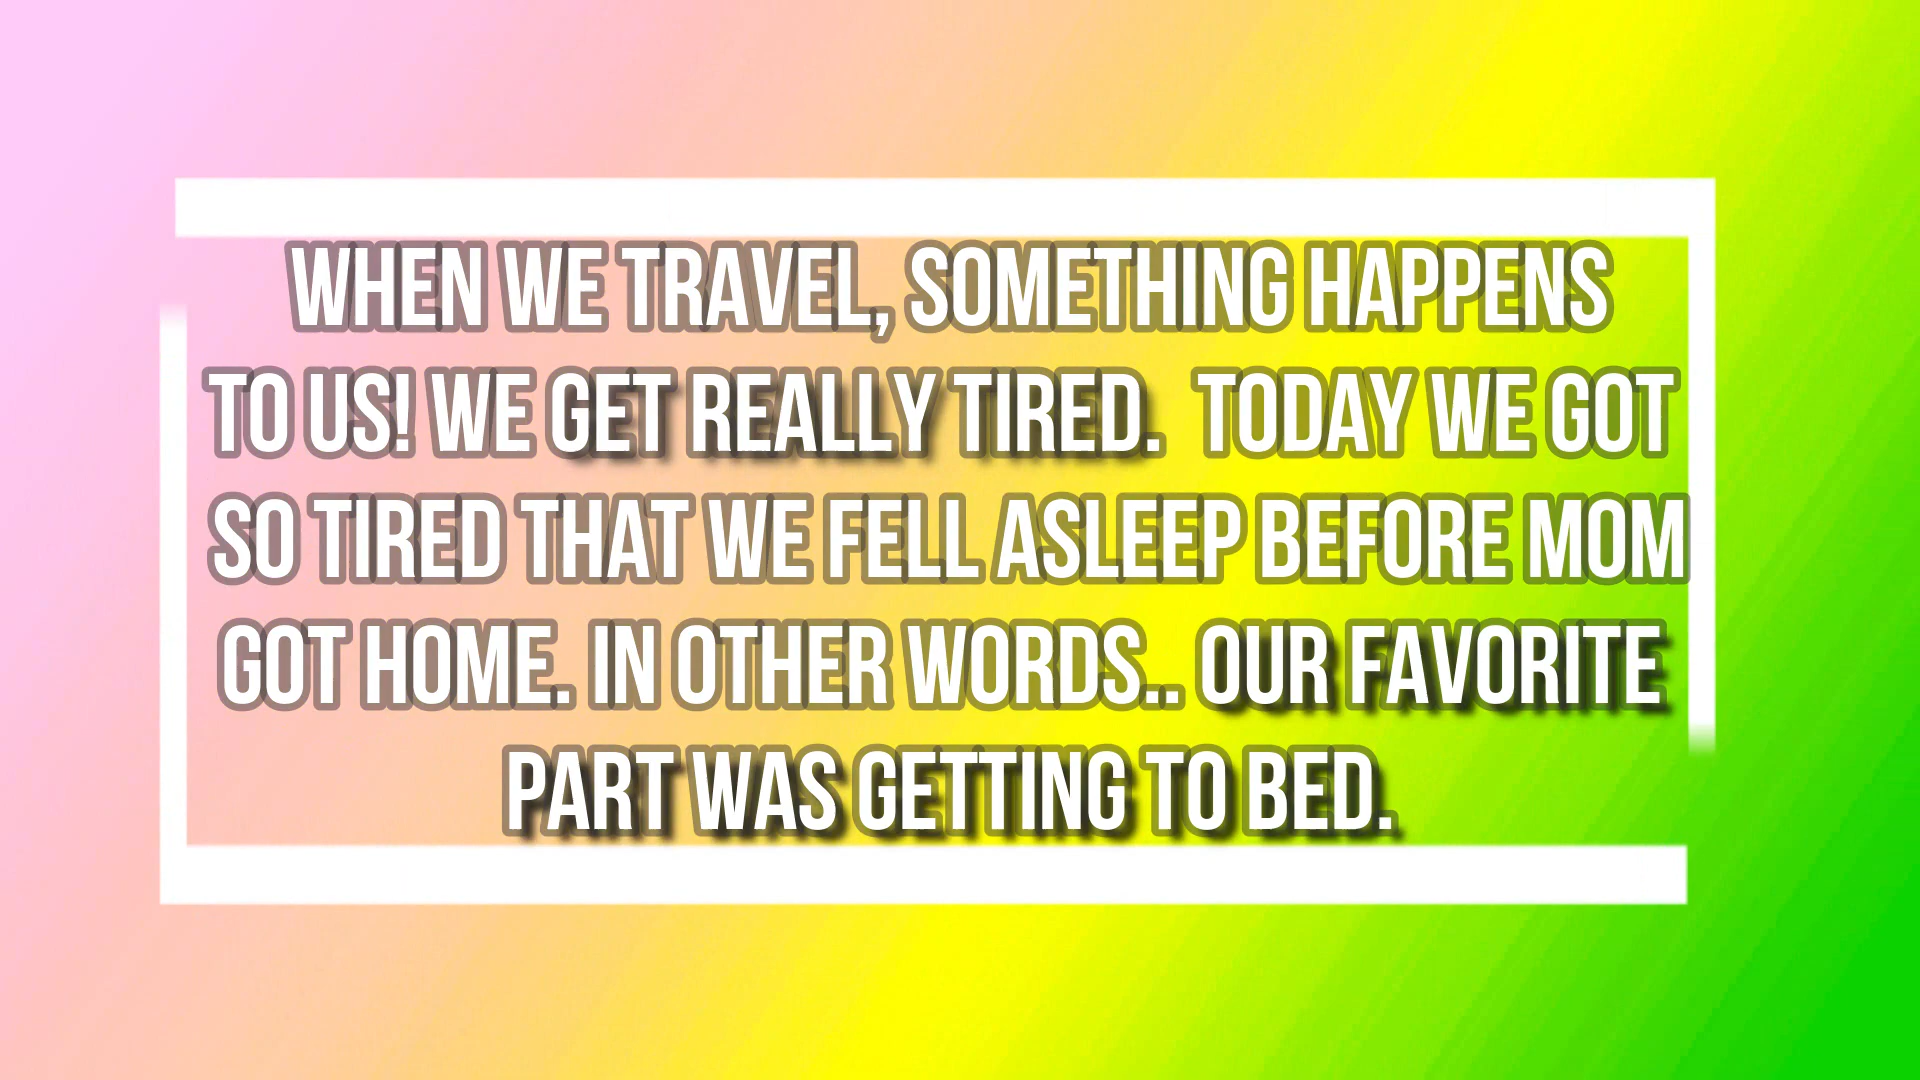 WHEN WE TRAVEL, SOMETHING HAPPENS
TO US! WE GET REALLY TIRED. TODAY WE GOT
SO TIRED THAT WE FELL ASLEEP BEFORE MOM
GOT HOME. IN OTHER WORDS.. OUR FAVORITE
PART WAS GETTING TO BED.